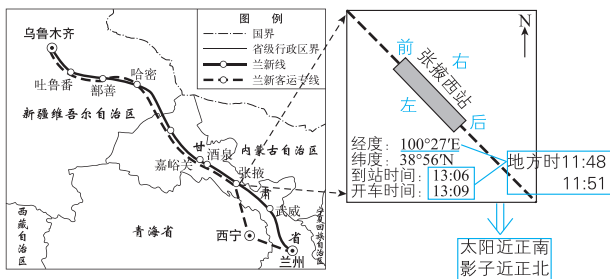 图 例
国界
省级行政区界
兰新线
兰新客运专线
乌鲁木齐
吐鲁番
鄯善
哈密
新疆维吾尔自治区
甘
肃
省
内蒙古自治区
酒泉
嘉峪关
张掖
武威
西藏自治区
青海省
西宁
兰州
宁夏回族自治区
N
前
右
张掖西站
左
后
经度：100°27′E
纬度：38°56′N
到站时间：13:06
开车时间：13:09
地方时11:48
11:51
太阳近正南
影子近正北